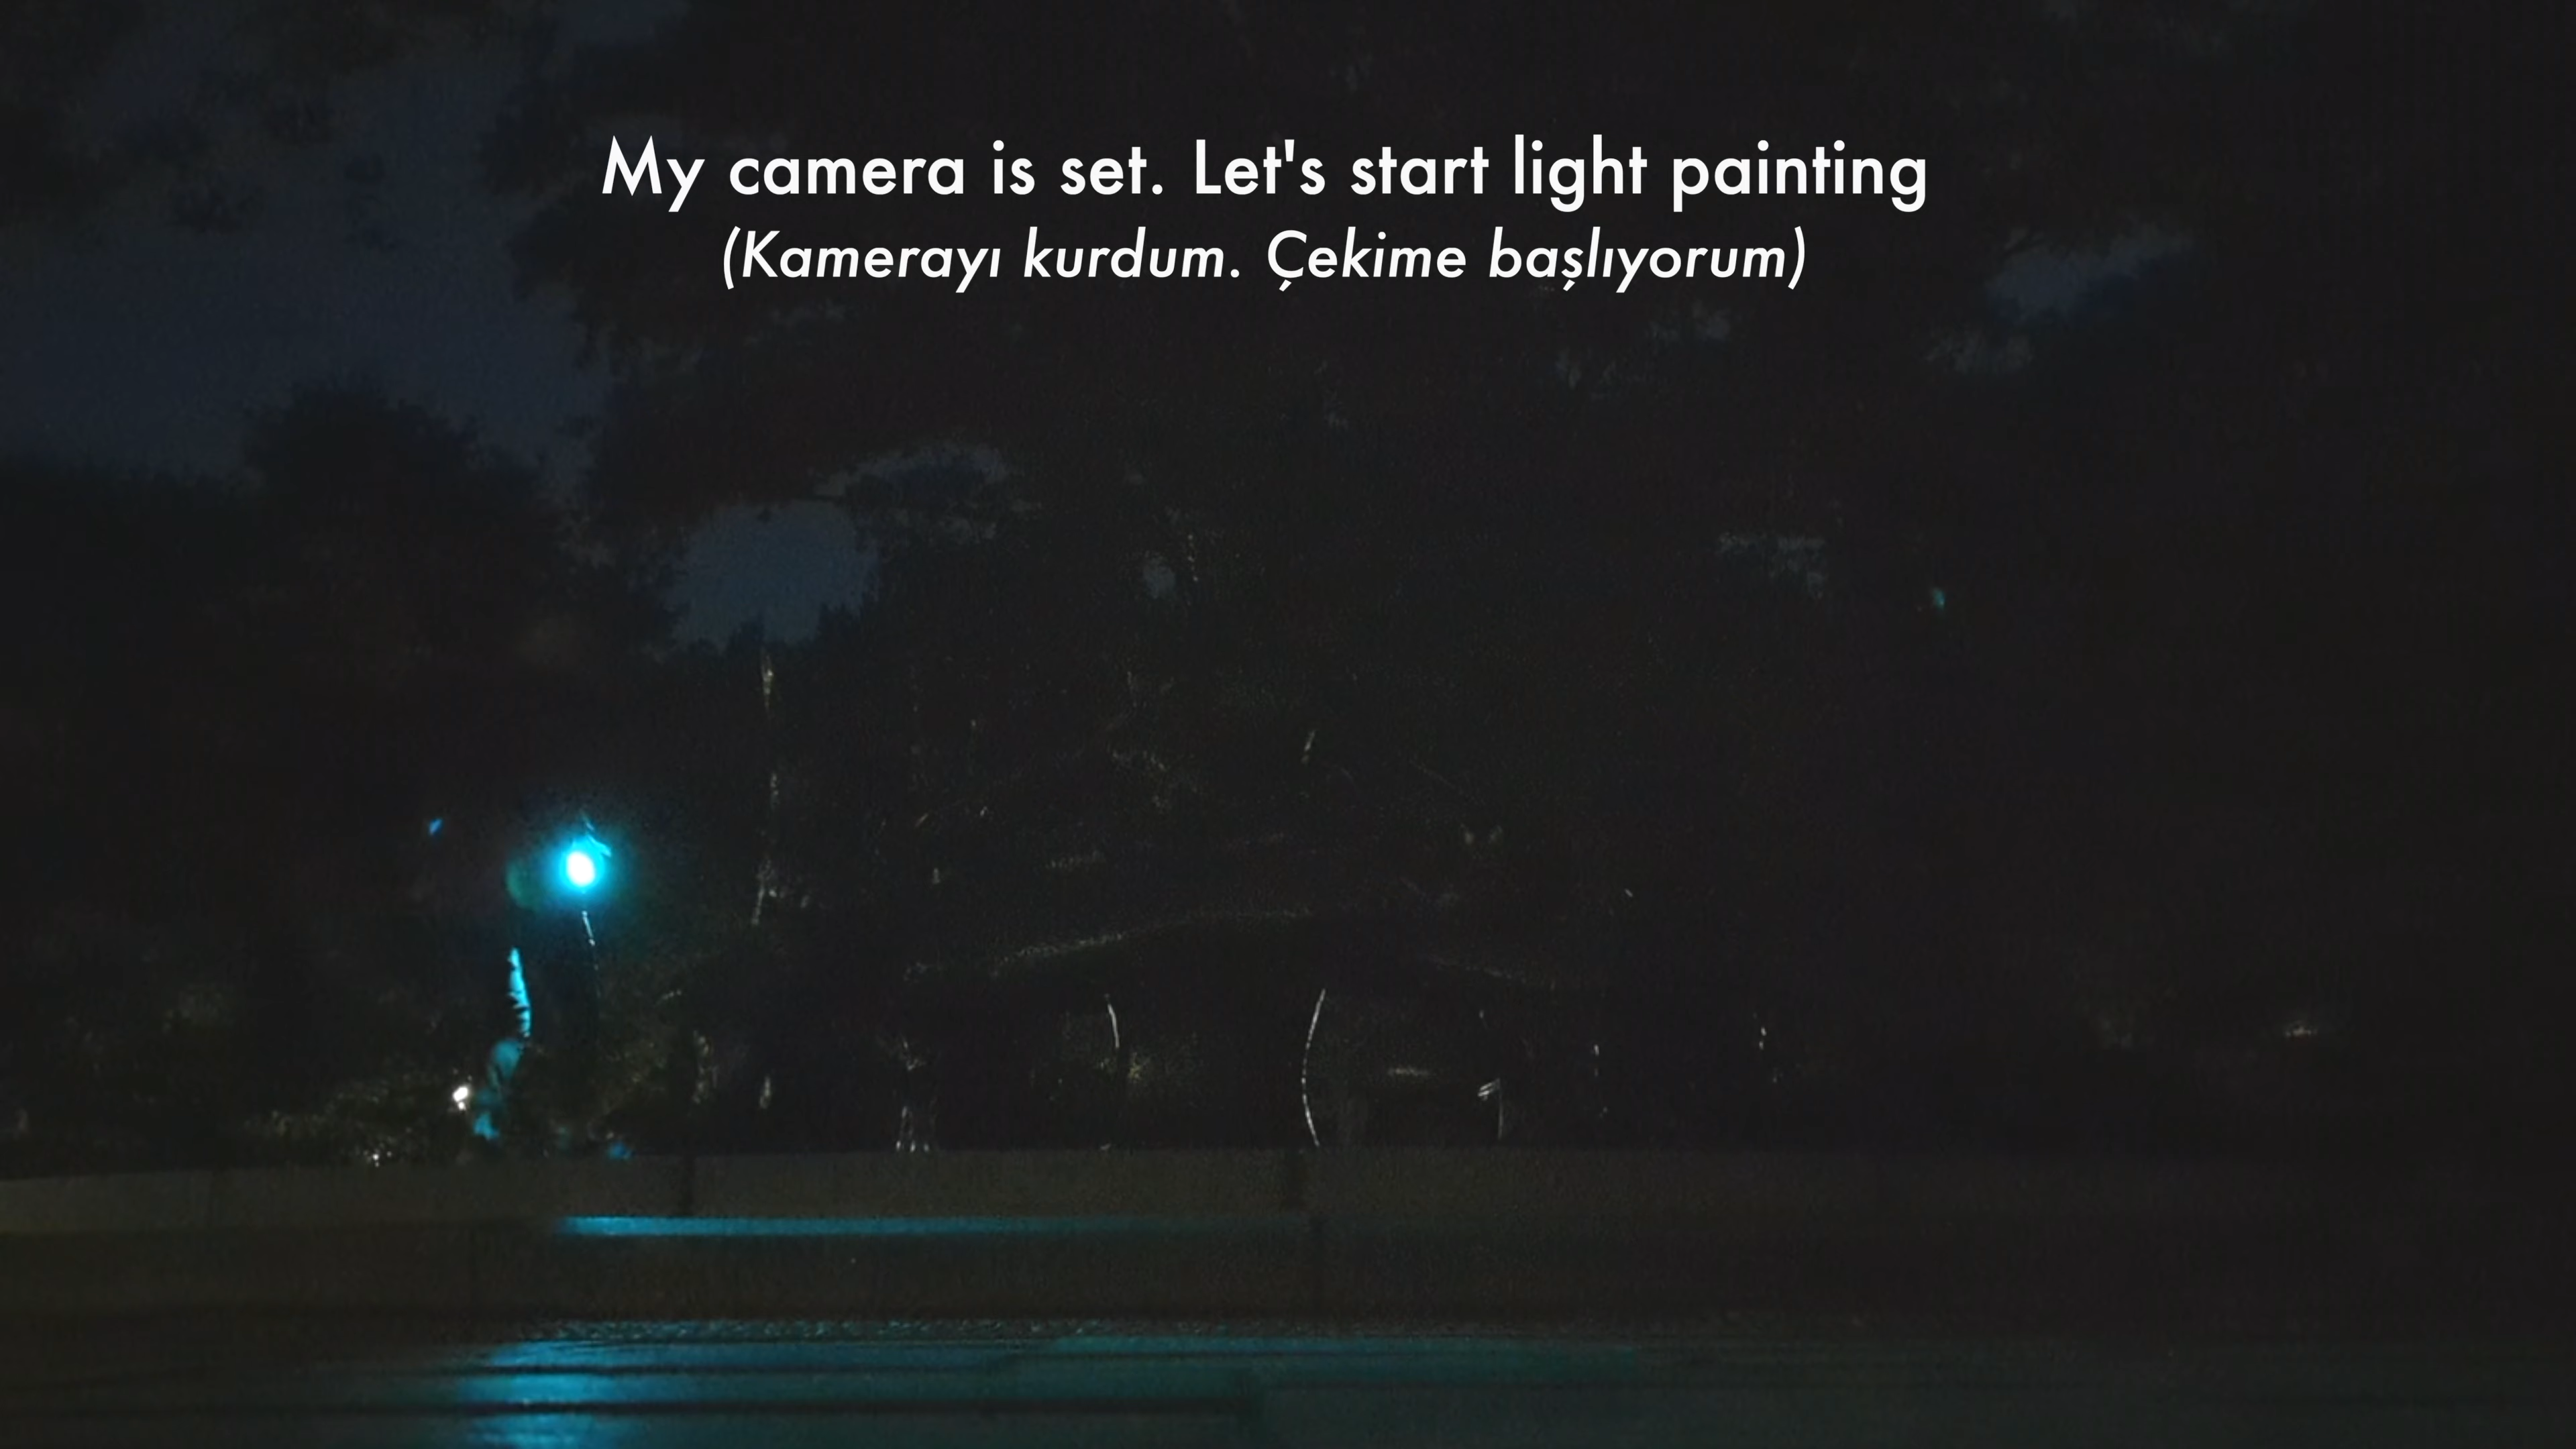 My camera is set. Let's start light painting
(Kamerayı kurdum. Çekime başlıyorum)